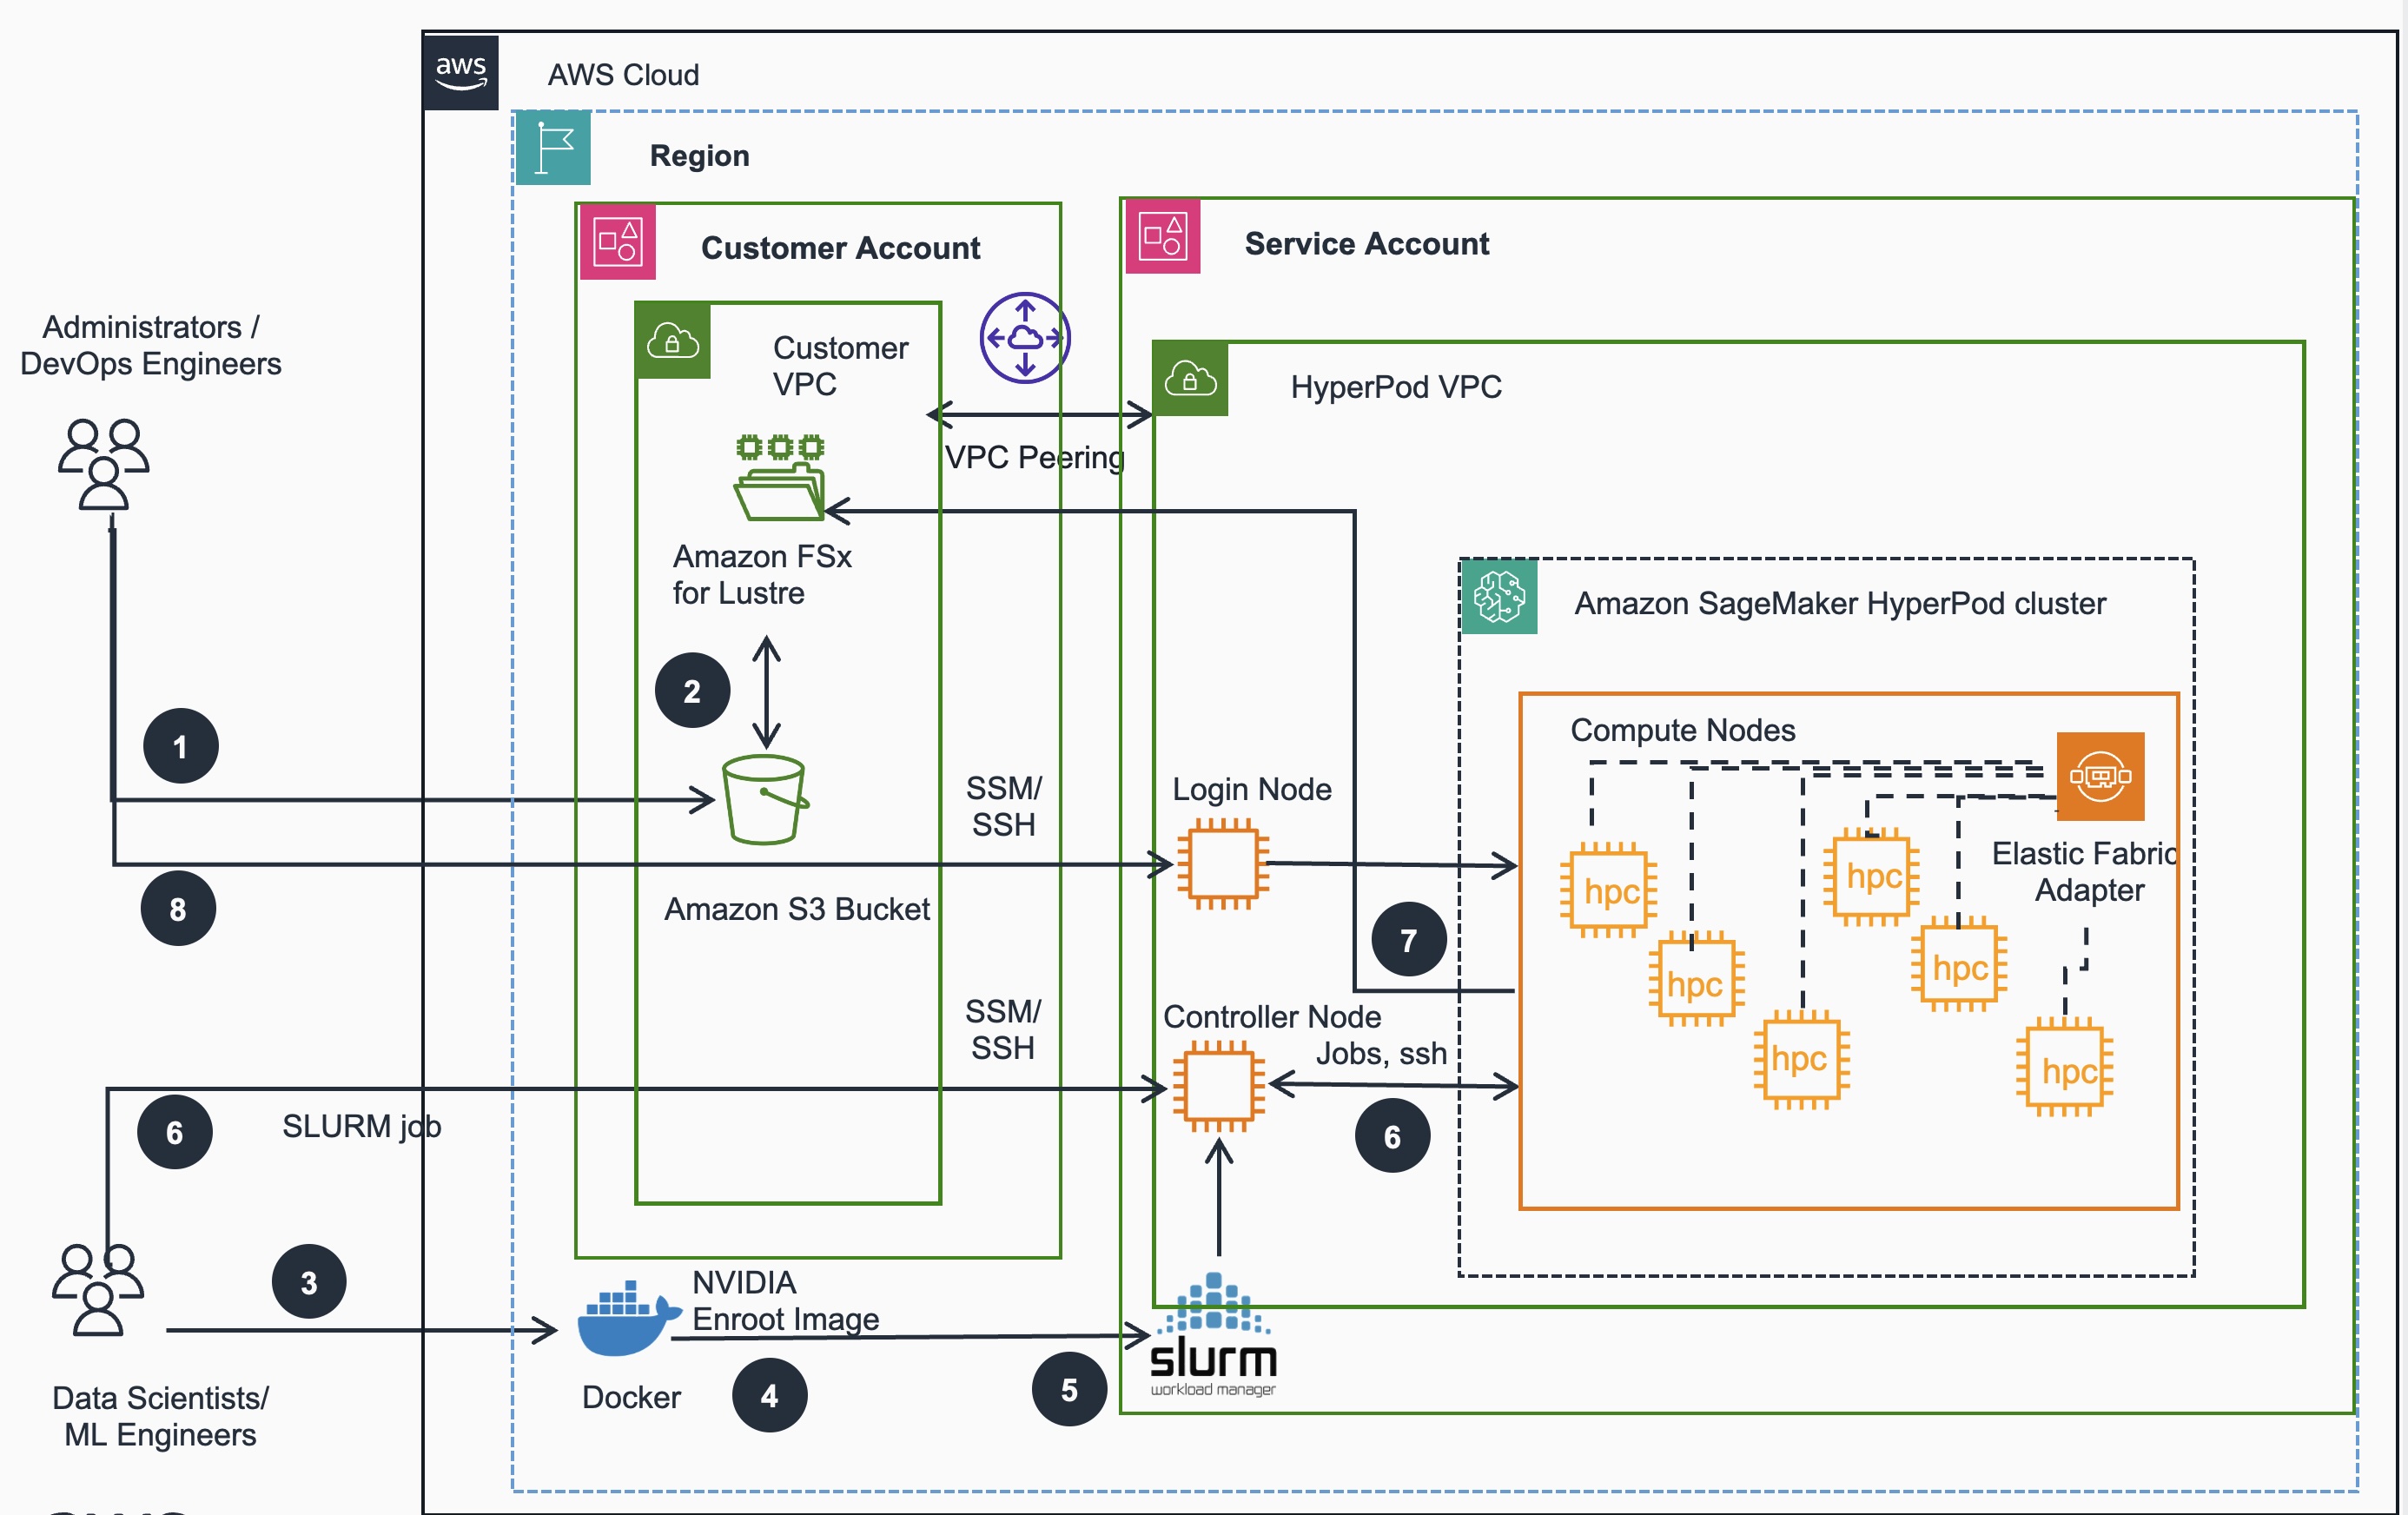 aws
AWS Cloud
Region
Customer Account
Service Account
Administrators /
DevOps Engineers
Customer
VPC
HyperPod VPC
VPC Peering
Amazon FSx
for Lustre
Amazon SageMaker HyperPod cluster
2
1
Compute Nodes
SSM/
SSH
Login Node
Elastic Fabric
Adapter
hpc
hpc
8
Amazon S3 Bucket
7
hpc
hpc
SSM/
SSH
Controller Node
Jobs, ssh
hpc
hpc
6
SLURM job
6
3
NVIDIA
Enroot Image
slurm
workload manager
Data Scientists/
ML Engineers
Docker
4
5